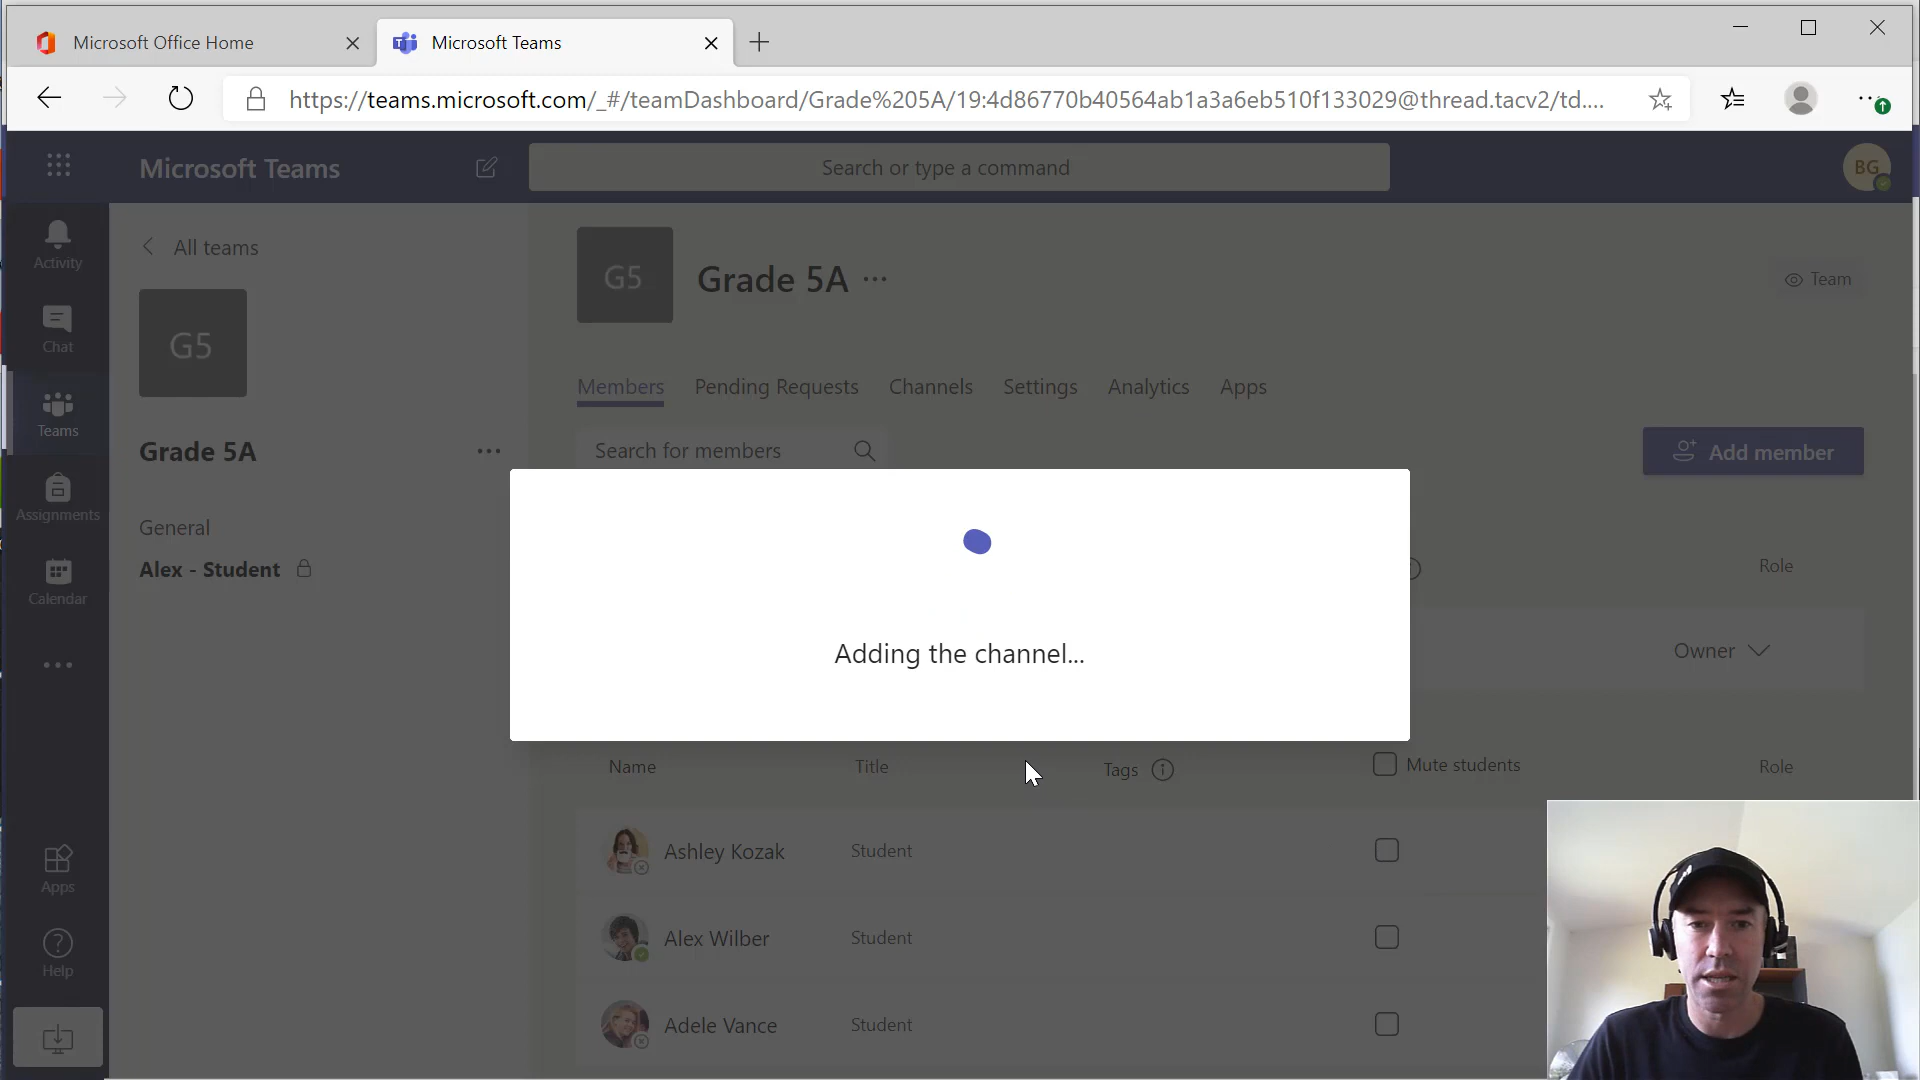 Microsoft Office Home
Microsoft Teams
https://teams.microsoft.com/_#/teamDashboard/Grade%205A/19:4d86770b40564ab1a3a6eb510f133029@thread.tacv2/td....
Microsoft Teams
Search or type a command
BG
Activity
Chat
Teams
Assignments
Calendar
Apps
Help
All teams
G5
Grade 5A
General
Alex - Student
G5
Grade 5A
Team
Members Pending Requests Channels Settings Analytics Apps
Search for members
Add member
Role
Owner
Adding the channel...
Name Title Tags Mute students Role
Ashley Kozak Student
Alex Wilber Student
Adele Vance Student